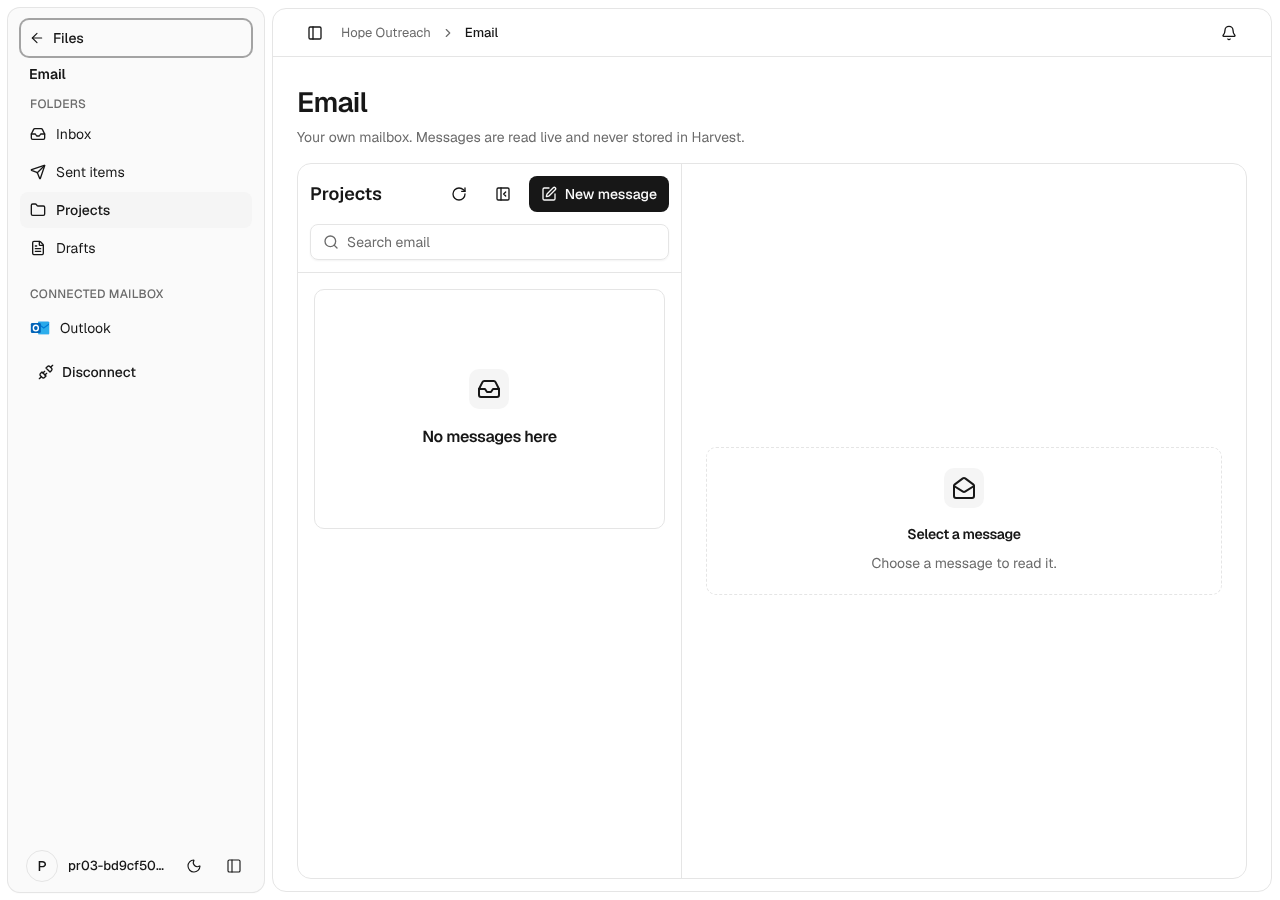 Files
Email
FOLDERS
Inbox
Sent items
Projects
Drafts
CONNECTED MAILBOX
Outlook
Disconnect
P
pr03-bd9cf50...
Hope Outreach > Email
Email
Your own mailbox. Messages are read live and never stored in Harvest.
Projects
New message
Search email
No messages here
Select a message
Choose a message to read it.